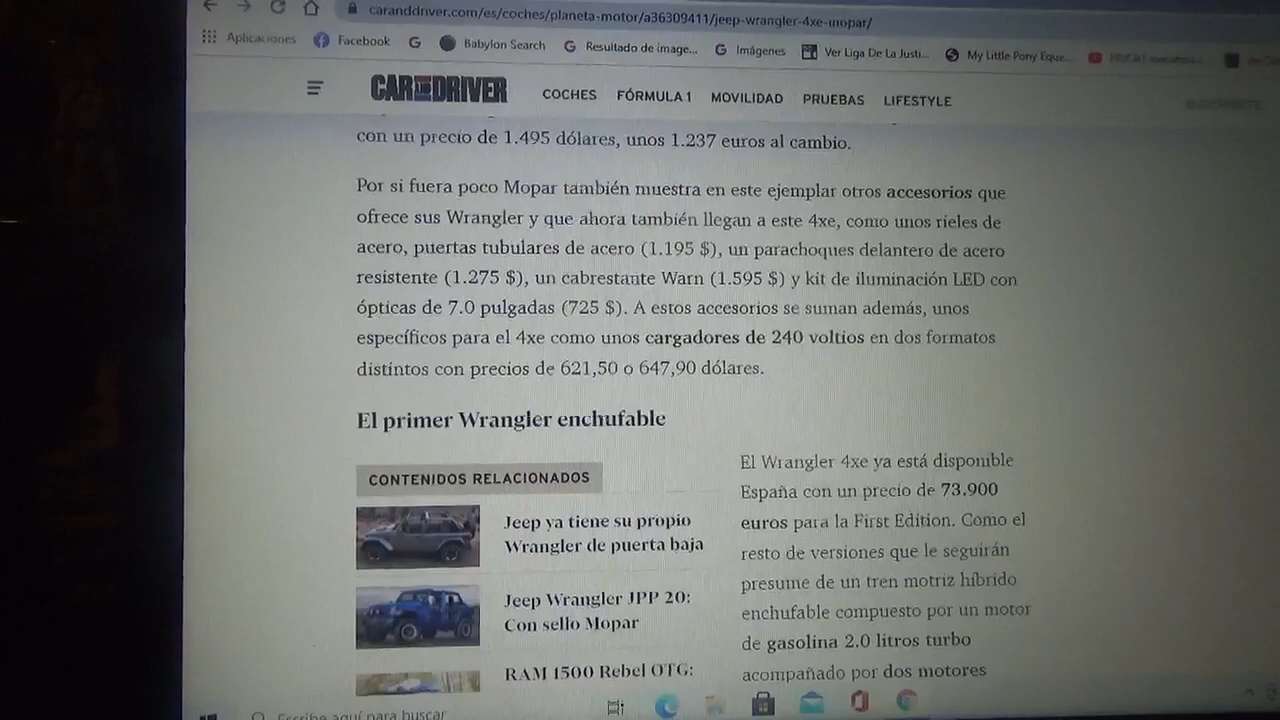 caranddriver.com/es/coches/planeta-motor/a36309411/jeep-wrangler-4xe-mopar/
Aplicaciones Facebook Babylon Search Resultado de image... Imágenes Ver Liga De La Justi... My Little Pony Eque...
CAR AND DRIVER COCHES FÓRMULA 1 MOVILIDAD PRUEBAS LIFESTYLE
con un precio de 1.495 dólares, unos 1.237 euros al cambio.
Por si fuera poco Mopar también muestra en este ejemplar otros accesorios que
ofrece sus Wrangler y que ahora también llegan a este 4xe, como unos rieles de
acero, puertas tubulares de acero (1.195 $), un parachoques delantero de acero
resistente (1.275 $), un cabrestante Warn (1.595 $) y kit de iluminación LED con
ópticas de 7.0 pulgadas (725 $). A estos accesorios se suman además, unos
específicos para el 4xe como unos cargadores de 240 voltios en dos formatos
distintos con precios de 621,50 o 647,90 dólares.
El primer Wrangler enchufable
CONTENIDOS RELACIONADOS
Jeep ya tiene su propio
Wrangler de puerta baja
Jeep Wrangler JPP 20:
Con sello Mopar
RAM 1500 Rebel OTG:
El Wrangler 4xe ya está disponible
España con un precio de 73.900
euros para la First Edition. Como el
resto de versiones que le seguirán
presume de un tren motriz híbrido
enchufable compuesto por un motor
de gasolina 2.0 litros turbo
acompañado por dos motores
Escribe aquí para buscar